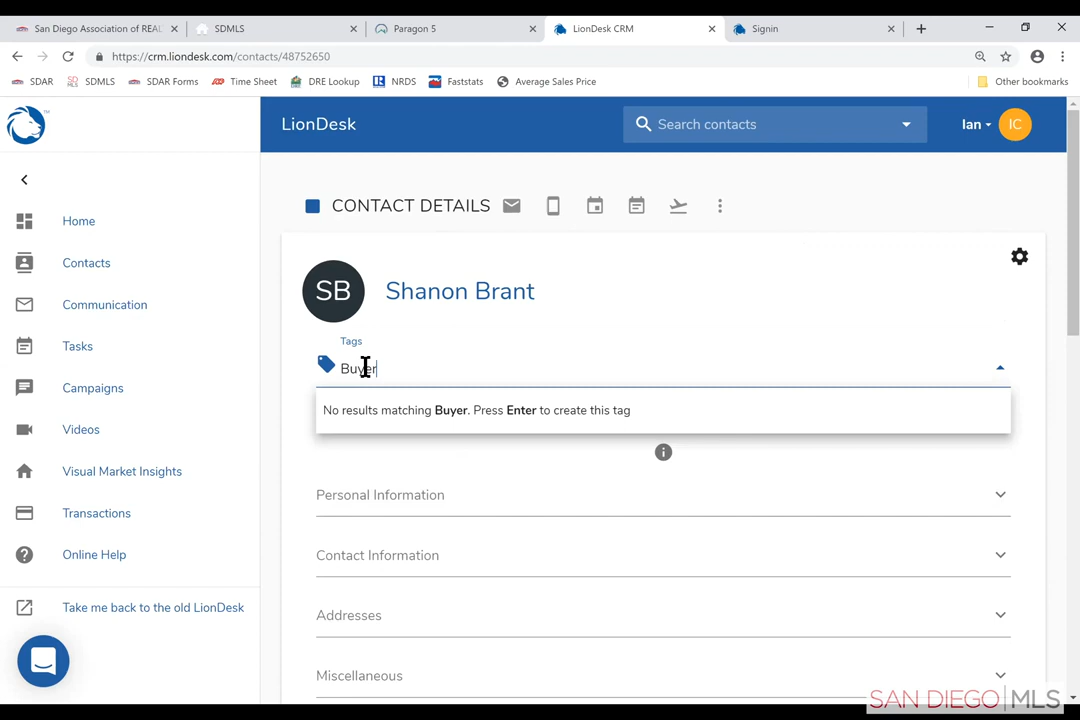 San Diego Association of REAL
SDMLS
Paragon 5
LionDesk CRM
Signin
https://crm.liondesk.com/contacts/48752650
SDAR
SDMLS
SDAR Forms
Time Sheet
DRE Lookup
NRDS
Faststats
Average Sales Price
Other bookmarks
LionDesk
Search contacts
Ian
IC
Home
Contacts
Communication
Tasks
Campaigns
Videos
Visual Market Insights
Transactions
Online Help
Take me back to the old LionDesk
CONTACT DETAILS
SB
Shanon Brant
Tags
Buyer
No results matching Buyer. Press Enter to create this tag
Personal Information
Contact Information
Addresses
Miscellaneous
SAN DIEGO | MLS